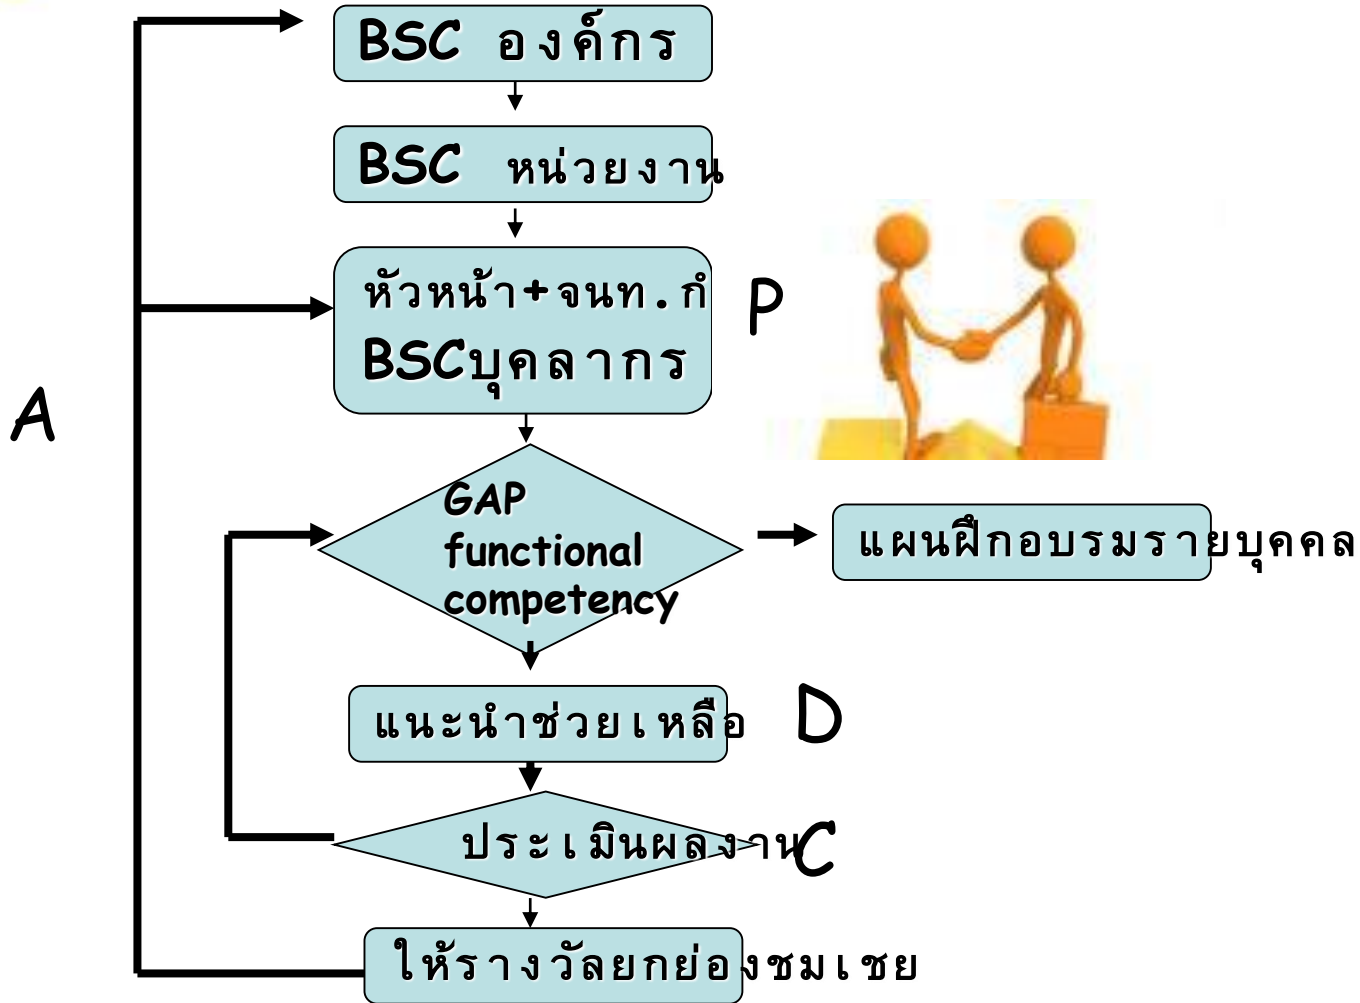 BSC องค์กร
BSC หน่วยงาน
หัวหน้า+จนท.กำ
BSCบุคลากร
P
A
GAP
functional
competency
แผนฝึกอบรมรายบุคคล
แนะนำช่วยเหลือ
D
ประเมินผลงาน
C
ให้รางวัลยกย่องชมเชย